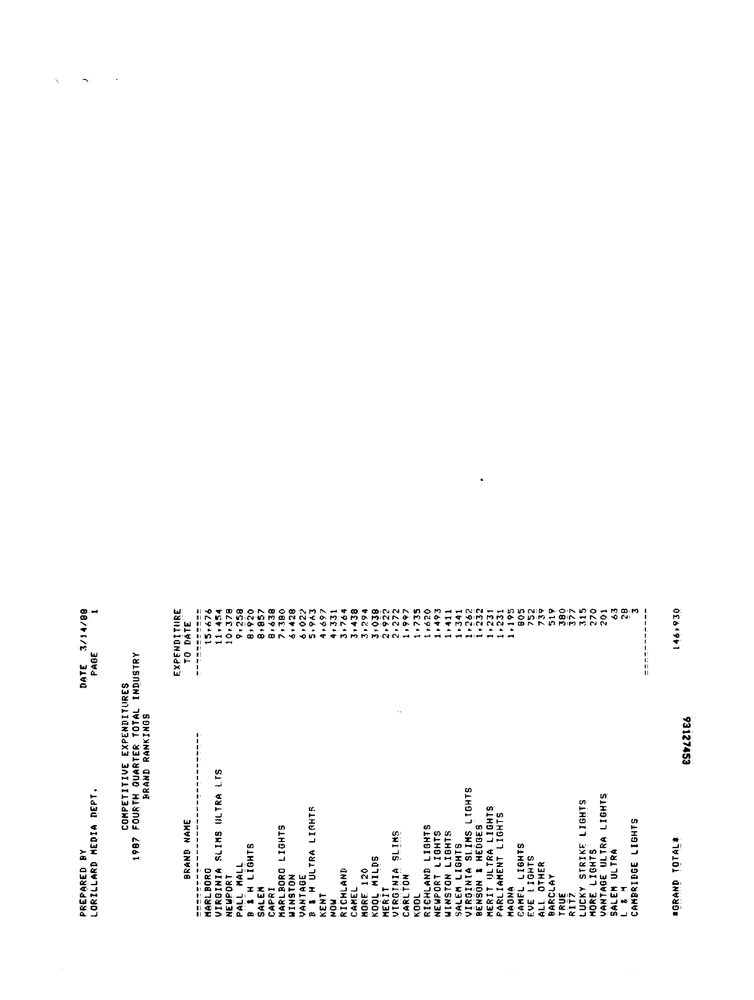 PREPARED BY DATE 3/14/88
LORILLARD MEDIA DEPT. PAGE 1
COMPETITIVE EXPENDITURES
1987 FOURTH QUARTER TOTAL INDUSTRY
BRAND RANKINGS
EXPENDITURE
BRAND NAME TO DATE
MARLBORO 15,676
VIRGINIA SLIMS ULTRA LTS 11,454
NEWPORT 10,378
PALL MALL 9,258
B & H LIGHTS 8,920
SALEM 8,857
CAPRI 8,638
MARLBORO LIGHTS 7,380
WINSTON 6,428
VANTAGE 6,022
B & H ULTRA LIGHTS 5,963
KENT 4,697
NOW 4,331
RICHLAND 3,764
CAMEL 3,438
MORE 120 3,294
KOOL MILDS 3,038
MERIT 2,922
VIRGINIA SLIMS 2,272
CARLTON 1,997
KOOL 1,735
RICHLAND LIGHTS 1,620
NEWPORT LIGHTS 1,493
WINSTON LIGHTS 1,411
SALEM LIGHTS 1,341
VIRGINIA SLIMS LIGHTS 1,262
BENSON & HEDGES 1,232
MERIT ULTRA LIGHTS 1,231
PARLIAMENT LIGHTS 1,231
MAGNA 1,195
CAMEL LIGHTS 805
EVE LIGHTS 752
ALL OTHER 739
BARCLAY 519
TRUE 380
RITZ 377
LUCKY STRIKE LIGHTS 315
MORE LIGHTS 270
VANTAGE ULTRA LIGHTS 201
SALEM ULTRA 63
L & M 28
CAMBRIDGE LIGHTS 3
*GRAND TOTAL* 146,930
93127453